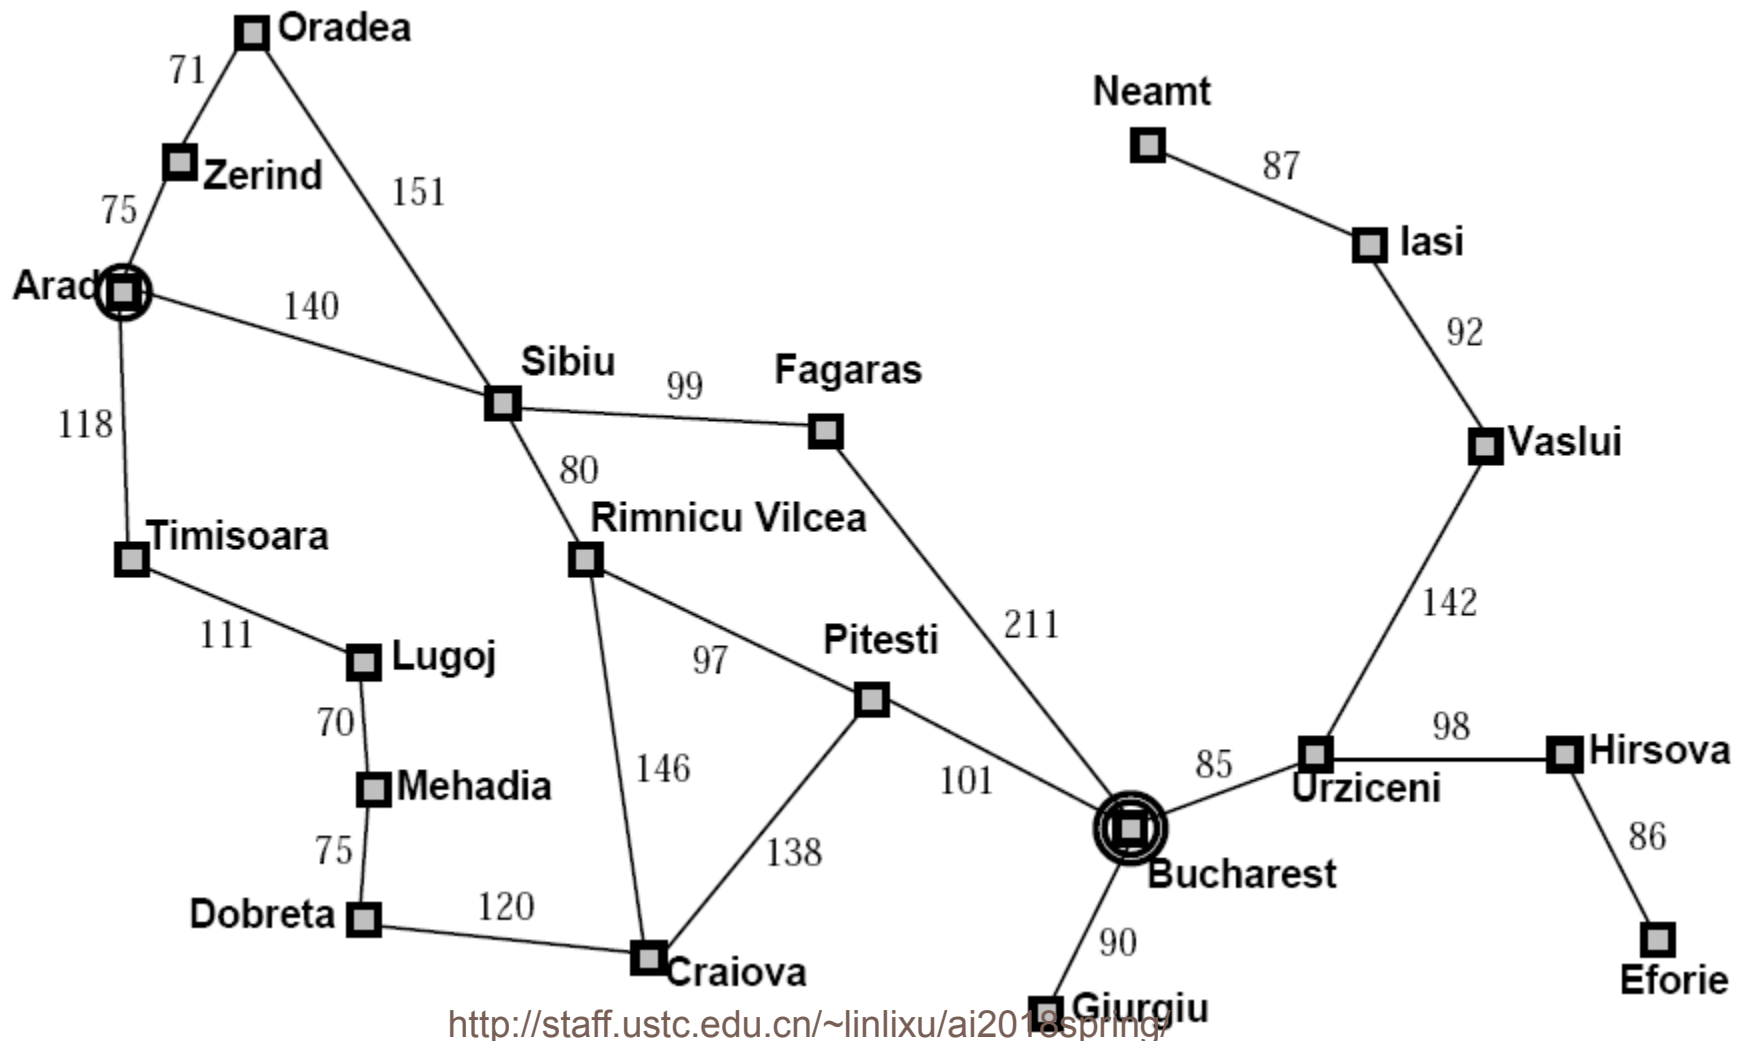 Oradea
71
Neamt
87
Zerind
151
75
Iasi
Arad
140
92
Sibiu
99
Fagaras
118
Vaslui
80
Timisoara
Rimnicu Vilcea
142
211
111
Lugoj
97
Pitesti
70
98
Hirsova
146
101
85
Mehadia
Urziceni
75
138
86
Bucharest
Dobreta
120
90
Craiova
Eforie
Giurgiu
http://staff.ustc.edu.cn/~linlixu/ai2018spring/